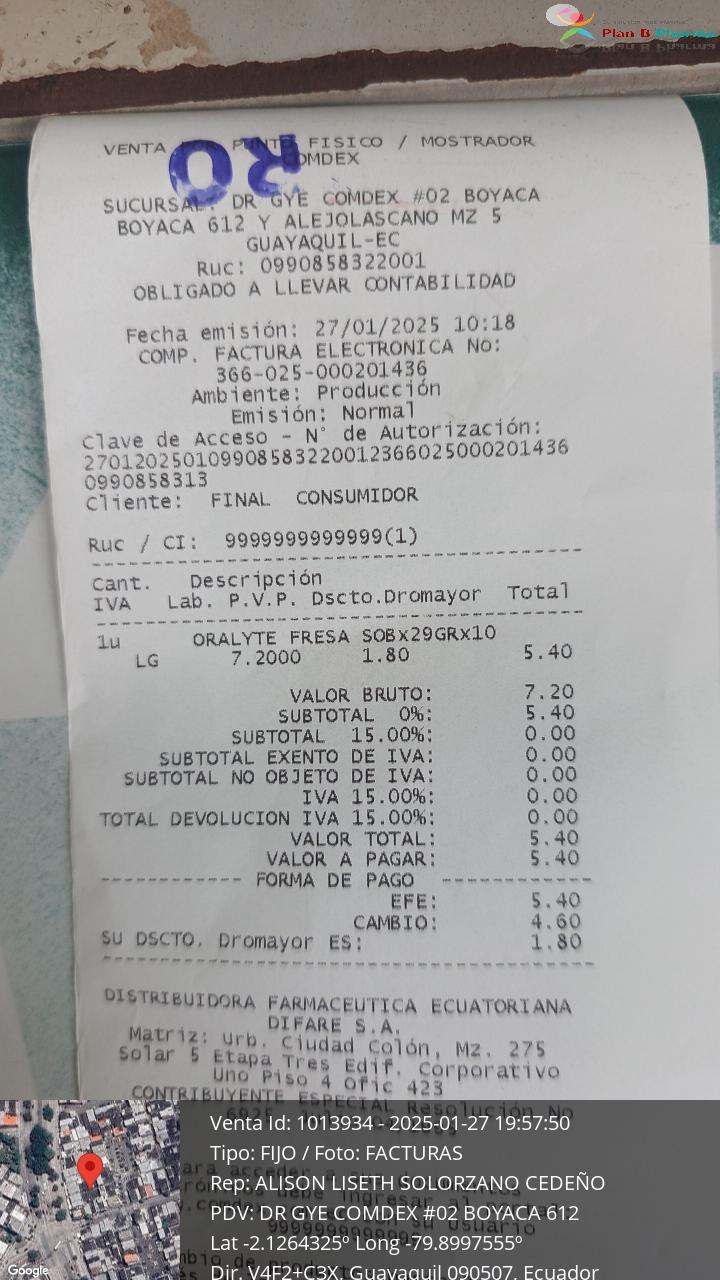 Plan B Pharma
VENTA PUNTO FISICO / MOSTRADOR
COMDEX
RO
SUCURSAL: DR GYE COMDEX #02 BOYACA
BOYACA 612 Y ALEJOLASCANO MZ 5
GUAYAQUIL-EC
Ruc: 0990858322001
OBLIGADO A LLEVAR CONTABILIDAD
Fecha emisión: 27/01/2025 10:18
COMP. FACTURA ELECTRONICA No:
366-025-000201436
Ambiente: Producción
Emisión: Normal
Clave de Acceso - N° de Autorización:
270120250109908583220012366025000201436
0990858313
Cliente: FINAL CONSUMIDOR
Ruc / CI: 9999999999999(1)
Cant. Descripción
IVA Lab. P.V.P. Dscto.Dromayor Total
1u ORALYTE FRESA SOBx29GRx10
LG 7.2000 1.80 5.40
VALOR BRUTO: 7.20
SUBTOTAL 0%: 5.40
SUBTOTAL 15.00%: 0.00
SUBTOTAL EXENTO DE IVA: 0.00
SUBTOTAL NO OBJETO DE IVA: 0.00
IVA 15.00%: 0.00
TOTAL DEVOLUCION IVA 15.00%: 0.00
VALOR TOTAL: 5.40
VALOR A PAGAR: 5.40
------------ FORMA DE PAGO ------------
EFE: 5.40
CAMBIO: 4.60
SU DSCTO. Dromayor ES: 1.80
DISTRIBUIDORA FARMACEUTICA ECUATORIANA
DIFARE S.A.
Matriz: Urb. Ciudad Colón, Mz. 275
Solar 5 Etapa Tres Edif. Corporativo
Uno Piso 4 Ofic 423
CONTRIBUYENTE ESPECIAL Resolución No
Venta Id: 1013934 - 2025-01-27 19:57:50
Tipo: FIJO / Foto: FACTURAS
Rep: ALISON LISETH SOLORZANO CEDEÑO
PDV: DR GYE COMDEX #02 BOYACA 612
Lat -2.1264325º Long -79.8997555º
Dir. V4F2+C3X, Guayaquil 090507, Ecuador
Google